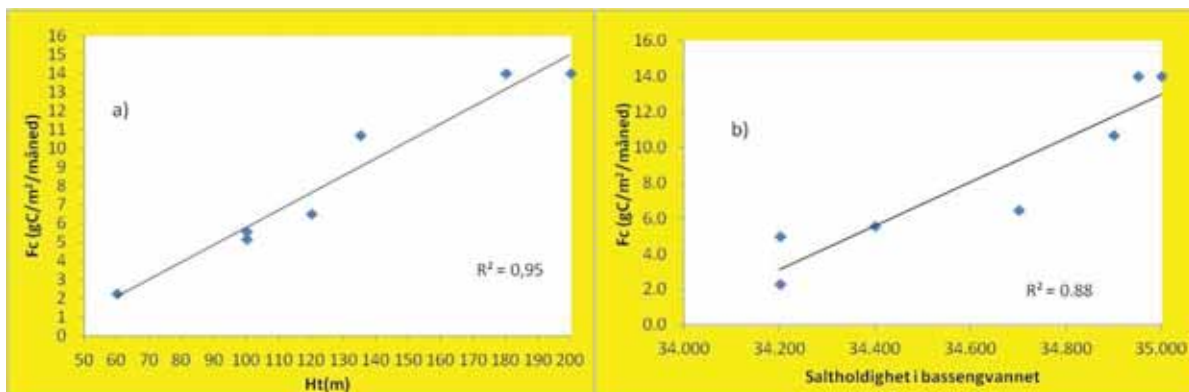 16
15
14
13
12
11
10
9
8
7
6
5
4
3
2
1
0
Fc (gC/m²/måned)
a)
R² = 0,95
50 60 70 80 90 100 110 120 130 140 150 160 170 180 190 200
Ht(m)
16.0
14.0
12.0
10.0
8.0
6.0
4.0
2.0
0.0
Fc (gC/m²/måned)
b)
R² = 0.88
34.000 34.200 34.400 34.600 34.800 35.000
Saltholdighet i bassengvannet